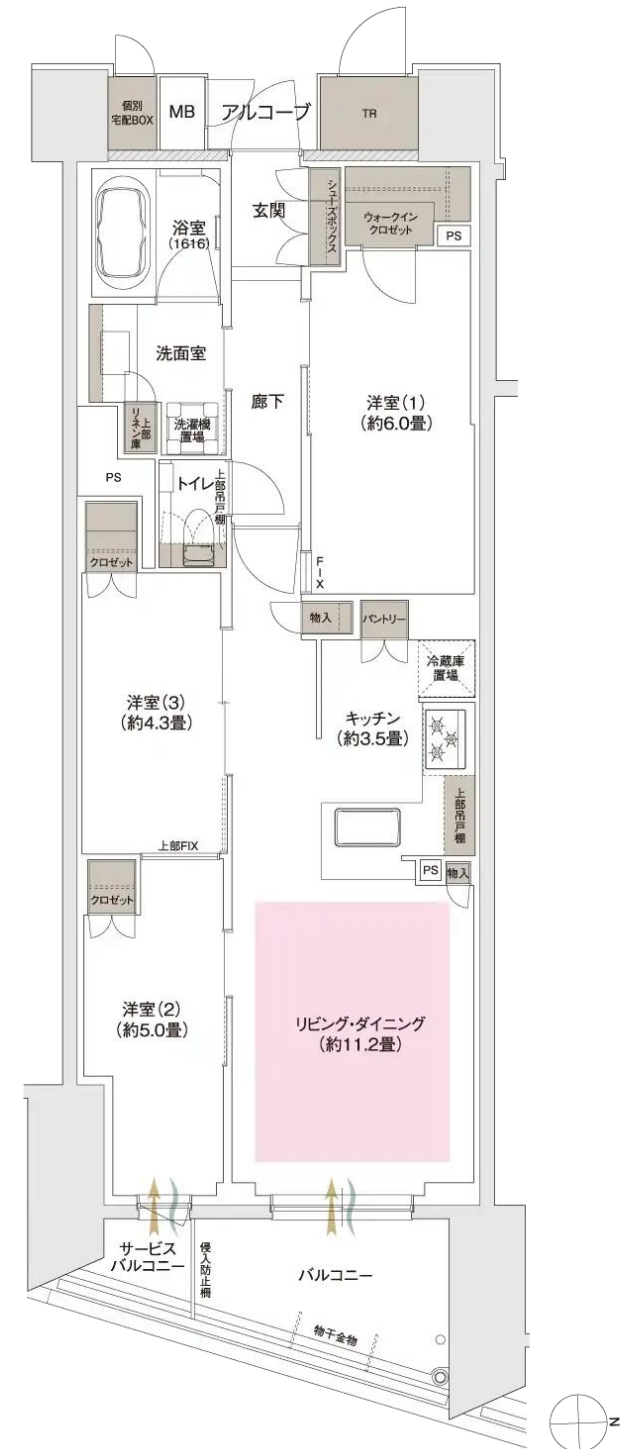 個別
宅配BOX
MB
アルコーブ
TR
浴室
(1616)
玄関
シューズボックス
ウォークイン
クロゼット
PS
洗面室
廊下
洋室(1)
(約6.0畳)
上部
リネン庫
洗濯機
置場
PS
トイレ
上部吊戸棚
クロゼット
FIX
物入
パントリー
冷蔵庫
置場
洋室(3)
(約4.3畳)
キッチン
(約3.5畳)
上部吊戸棚
上部FIX
PS
物入
クロゼット
洋室(2)
(約5.0畳)
リビング・ダイニング
(約11.2畳)
サービス
バルコニー
侵入防止柵
バルコニー
物干金物
N